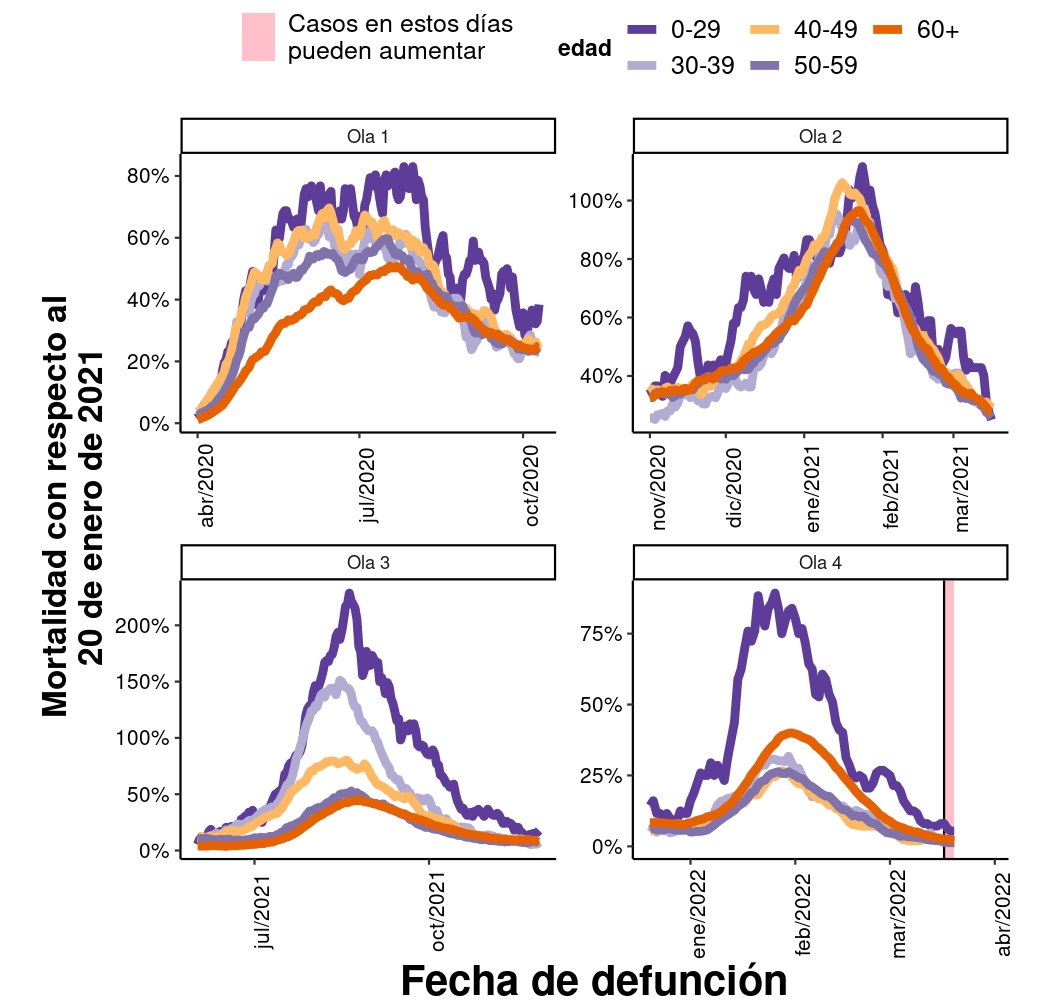 Casos en estos días
pueden aumentar
edad
0-29
40-49
60+
30-39
50-59
Mortalidad con respecto al
20 de enero de 2021
Ola 1
80%
60%
40%
20%
0%
abr/2020
jul/2020
oct/2020
Ola 2
100%
80%
60%
40%
nov/2020
dic/2020
ene/2021
feb/2021
mar/2021
Ola 3
200%
150%
100%
50%
0%
jul/2021
oct/2021
Ola 4
75%
50%
25%
0%
ene/2022
feb/2022
mar/2022
abr/2022
Fecha de defunción